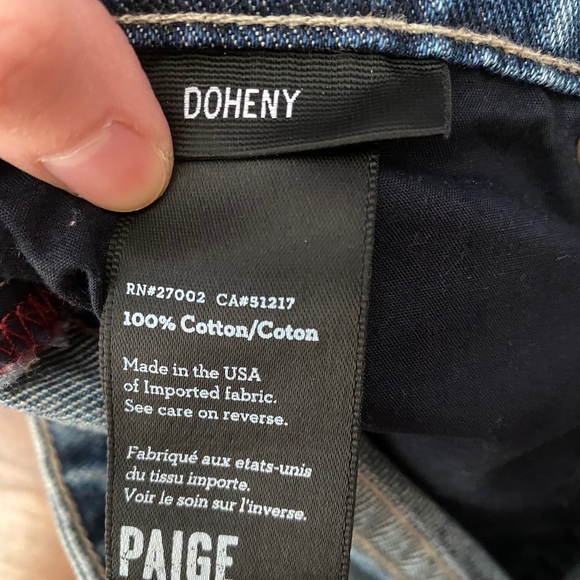 DOHENY
RN#27002 CA#51217
100% Cotton/Coton
Made in the USA
of Imported fabric.
See care on reverse.
Fabriqué aux etats-unis
du tissu importe.
Voir le soin sur l'inverse.
PAIGE